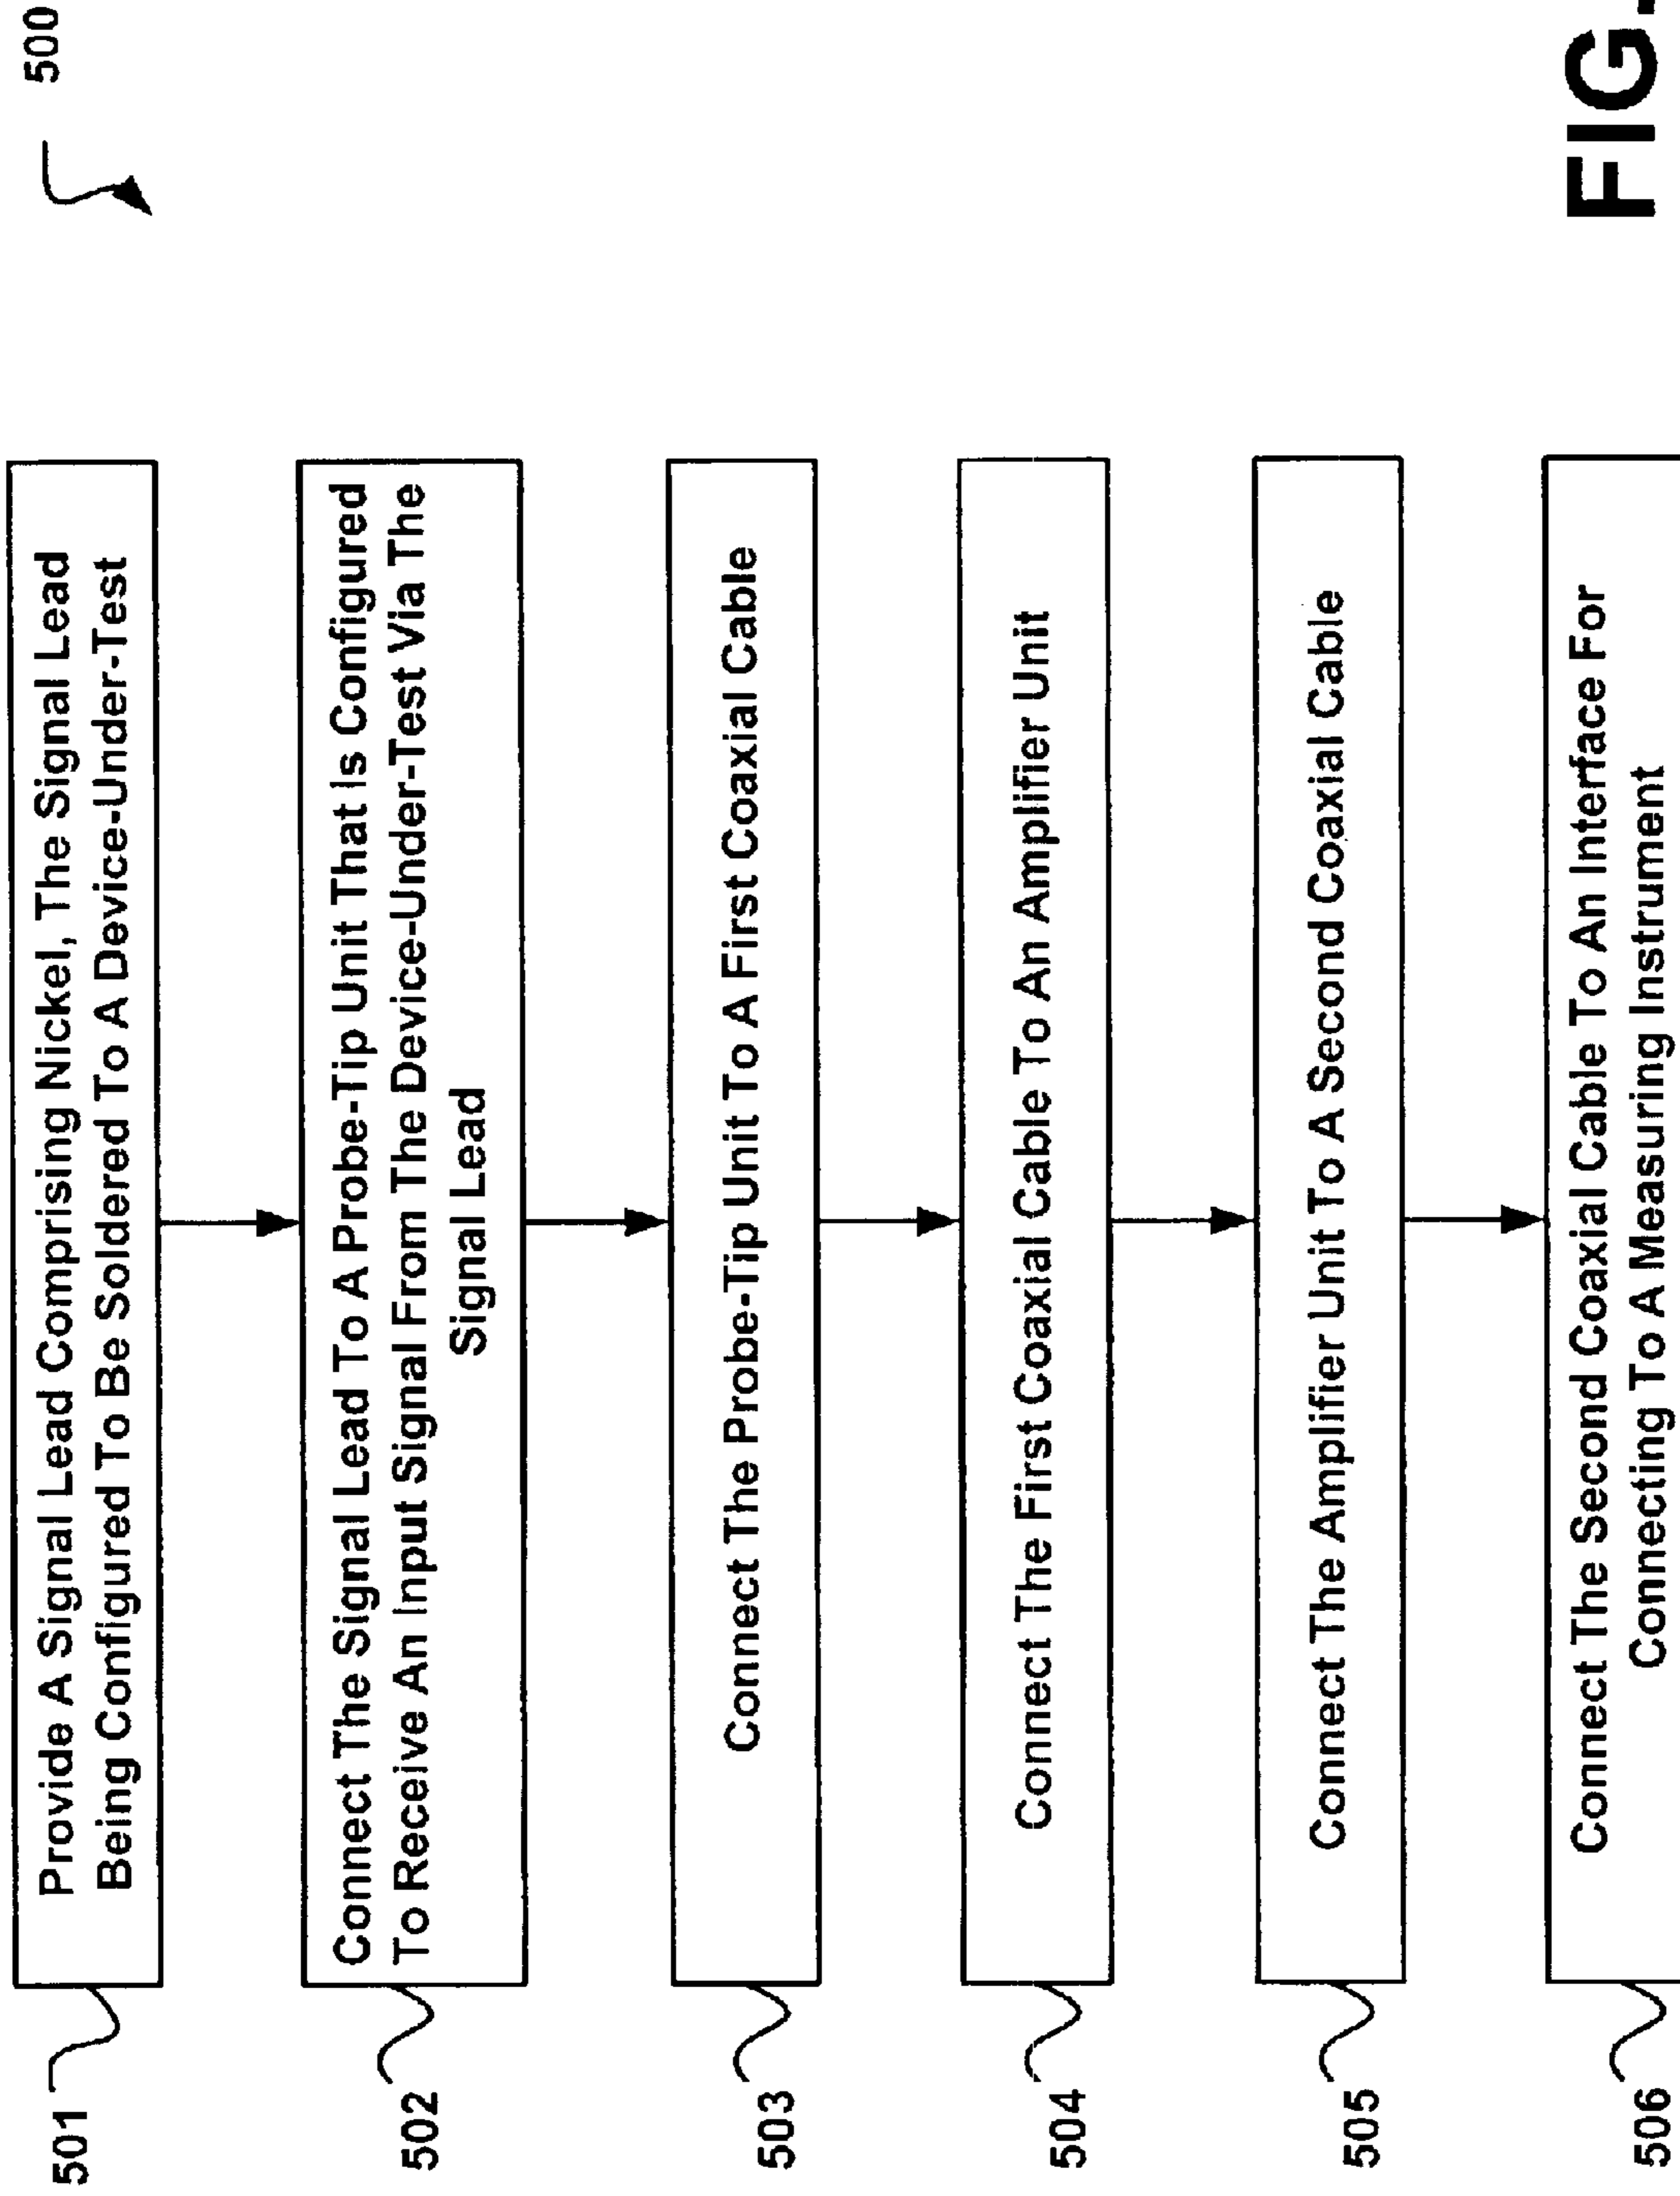 500
501
Provide A Signal Lead Comprising Nickel, The Signal Lead
Being Configured To Be Soldered To A Device-Under-Test
502
Connect The Signal Lead To A Probe-Tip Unit That Is Configured
To Receive An Input Signal From The Device-Under-Test Via The
Signal Lead
503
Connect The Probe-Tip Unit To A First Coaxial Cable
504
Connect The First Coaxial Cable To An Amplifier Unit
505
Connect The Amplifier Unit To A Second Coaxial Cable
506
Connect The Second Coaxial Cable To An Interface For
Connecting To A Measuring Instrument
FIG.